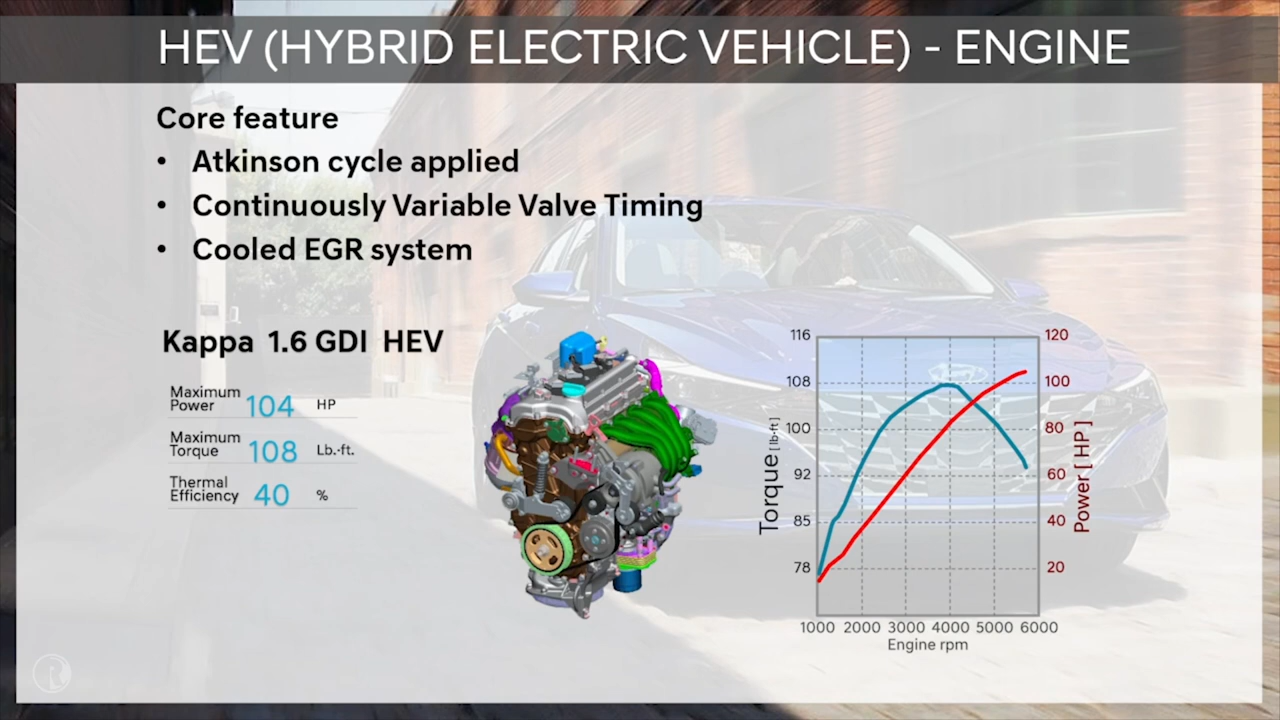 HEV (HYBRID ELECTRIC VEHICLE) - ENGINE
Core feature
• Atkinson cycle applied
• Continuously Variable Valve Timing
• Cooled EGR system
Kappa 1.6 GDI HEV
Maximum
Power 104 HP
Maximum
Torque 108 Lb.-ft.
Thermal
Efficiency 40 %
Torque [lb-ft]
116
108
100
92
85
78
120
100
80
60
40
20
Power [ HP ]
1000 2000 3000 4000 5000 6000
Engine rpm